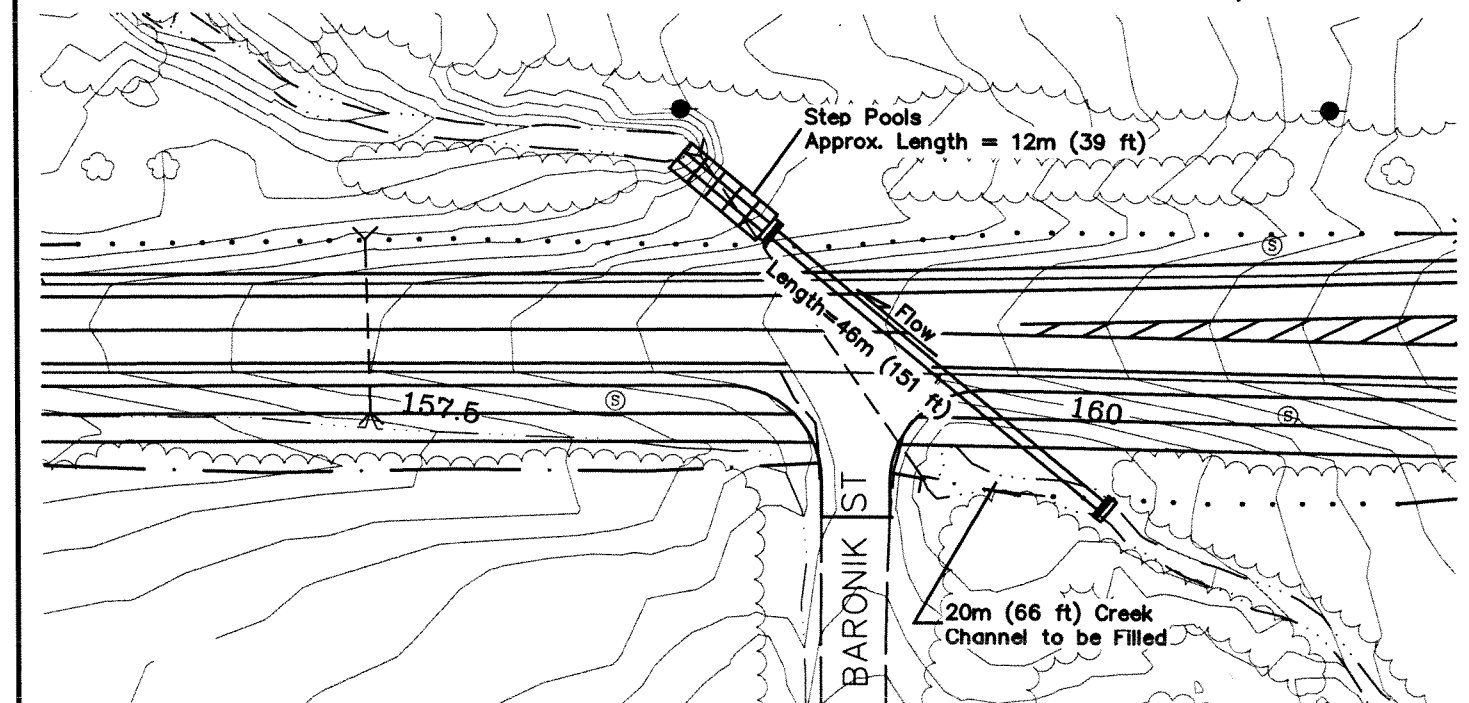 Step Pools
Approx. Length = 12m (39 ft)
S
Flow
Length=46m (151 ft)
157.5
S
160
S
BARONIK ST
20m (66 ft) Creek
Channel to be Filled